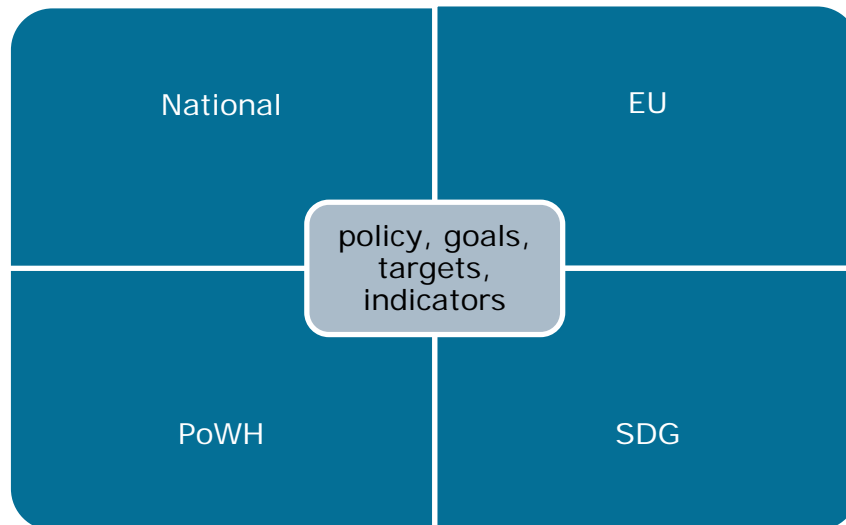 National
EU
policy, goals,
targets,
indicators
PoWH
SDG